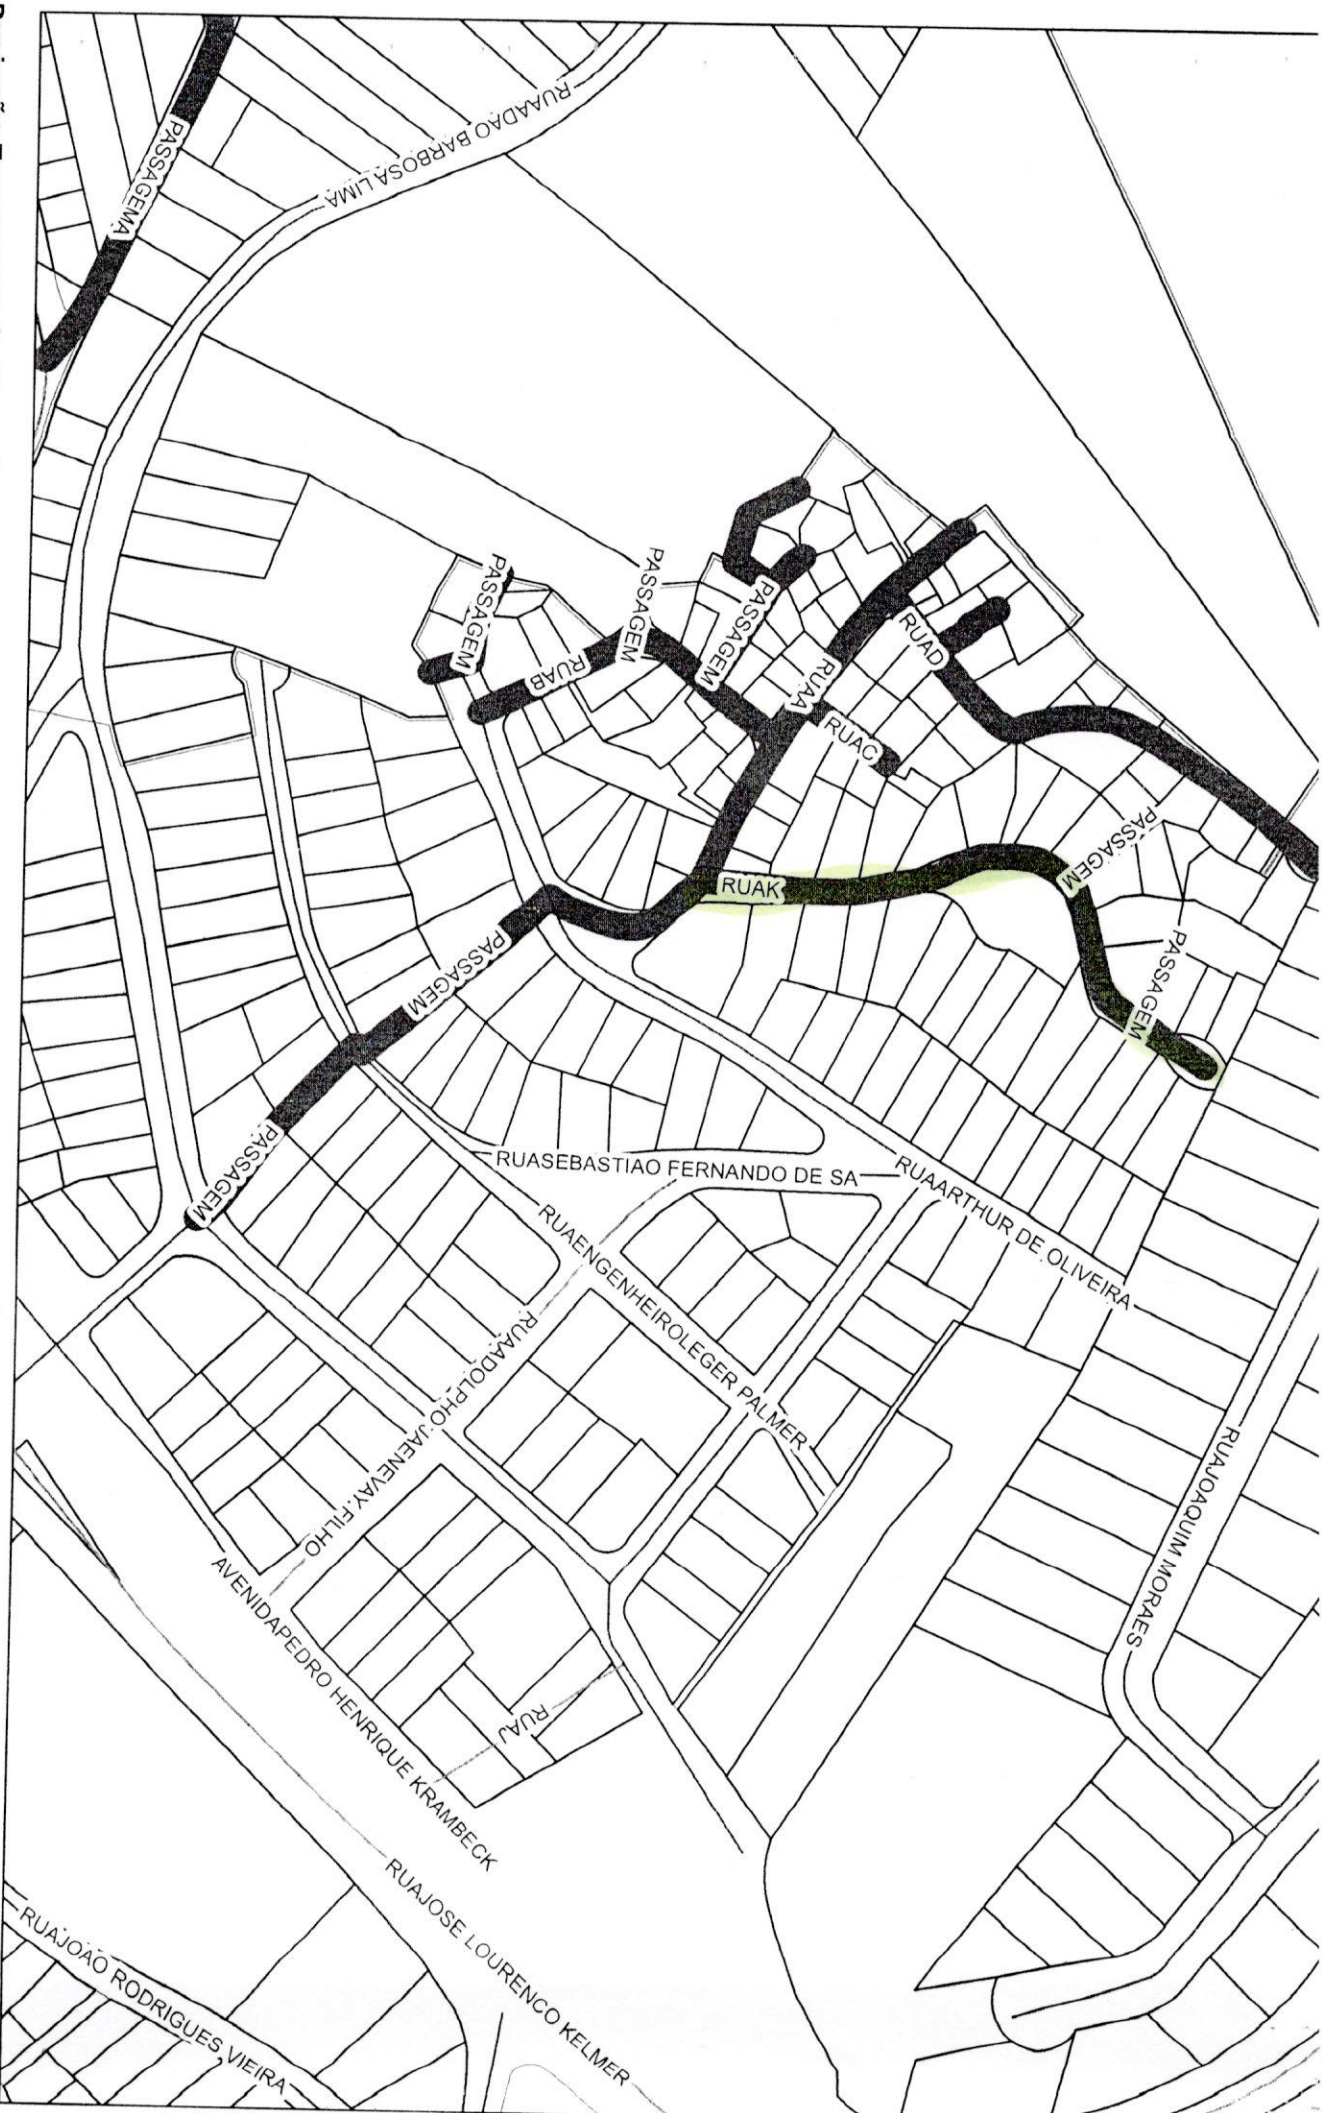 RUAADAO BARBOSA LIMA
PASSAGEMA
PASSAGEM
PASSAGEM
PASSAGEM
RUAB
RUAA
RUAD
RUAC
PASSAGEM
RUAK
PASSAGEM
PASSAGEM
PASSAGEM
RUASEBASTIAO FERNANDO DE SA
RUAARTHUR DE OLIVEIRA
RUAENGENHEIROLEGER PALMER
RUAADOLPHO JAENEVAY.FILHO
RUAJOAQUIM MORAES
AVENIDAPEDRO HENRIQUE KRAMBECK
RUAJ
RUAJOSE LOURENCO KELMER
RUAJOAO RODRIGUES VIEIRA